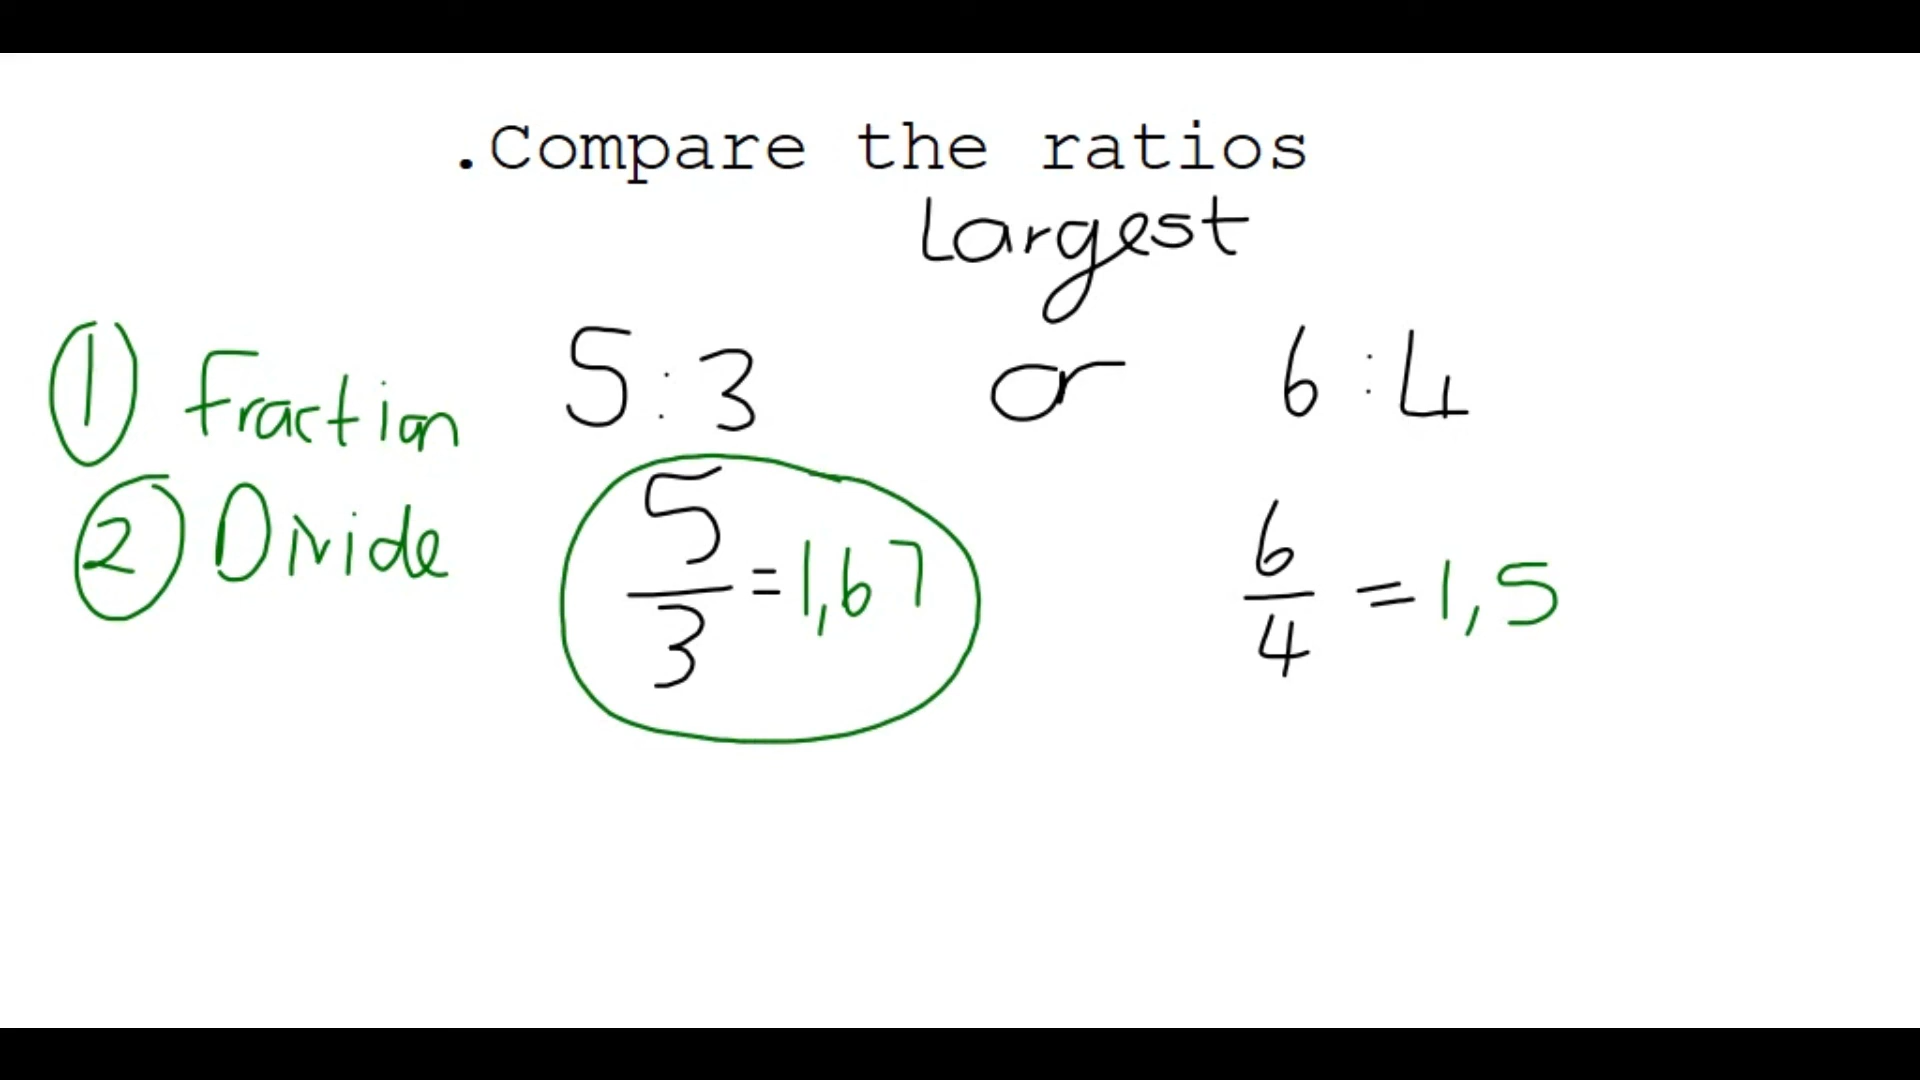 .Compare the ratios
Largest
① Fraction 5:3 or 6:4
② Divide 5/3 = 1,67 6/4 = 1,5